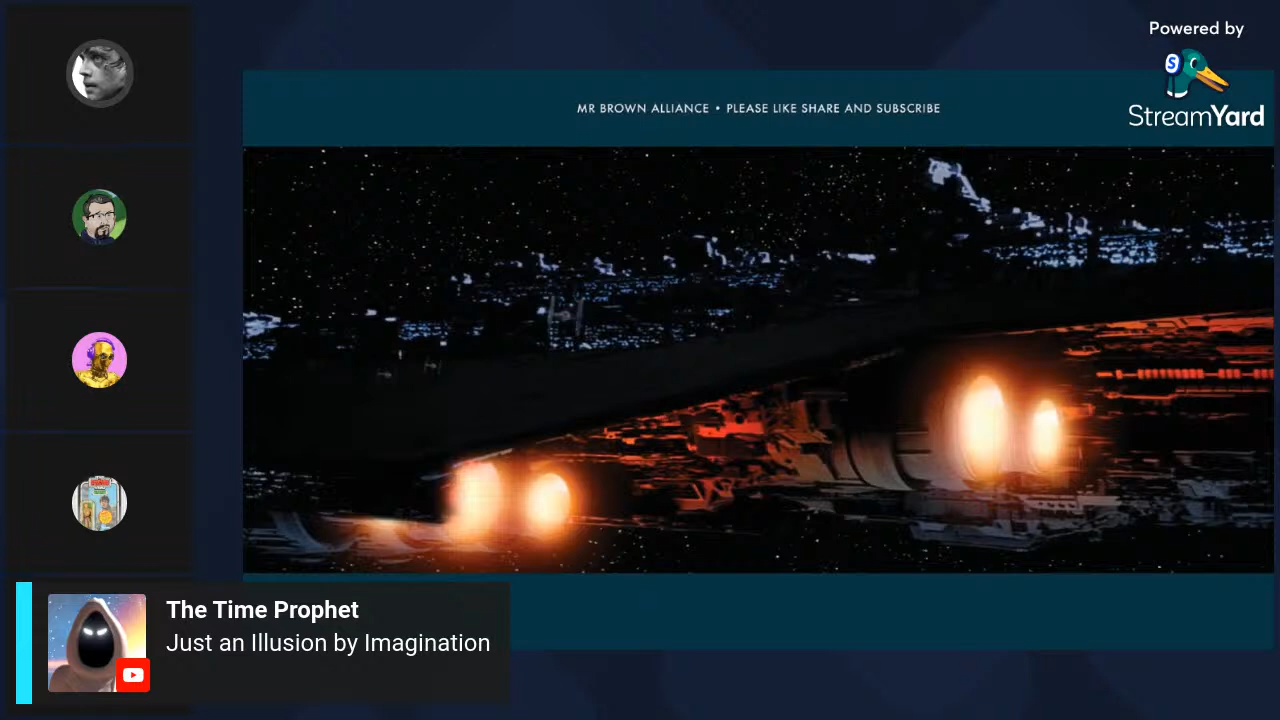 Powered by
S
StreamYard
MR BROWN ALLIANCE • PLEASE LIKE SHARE AND SUBSCRIBE
The Time Prophet
Just an Illusion by Imagination